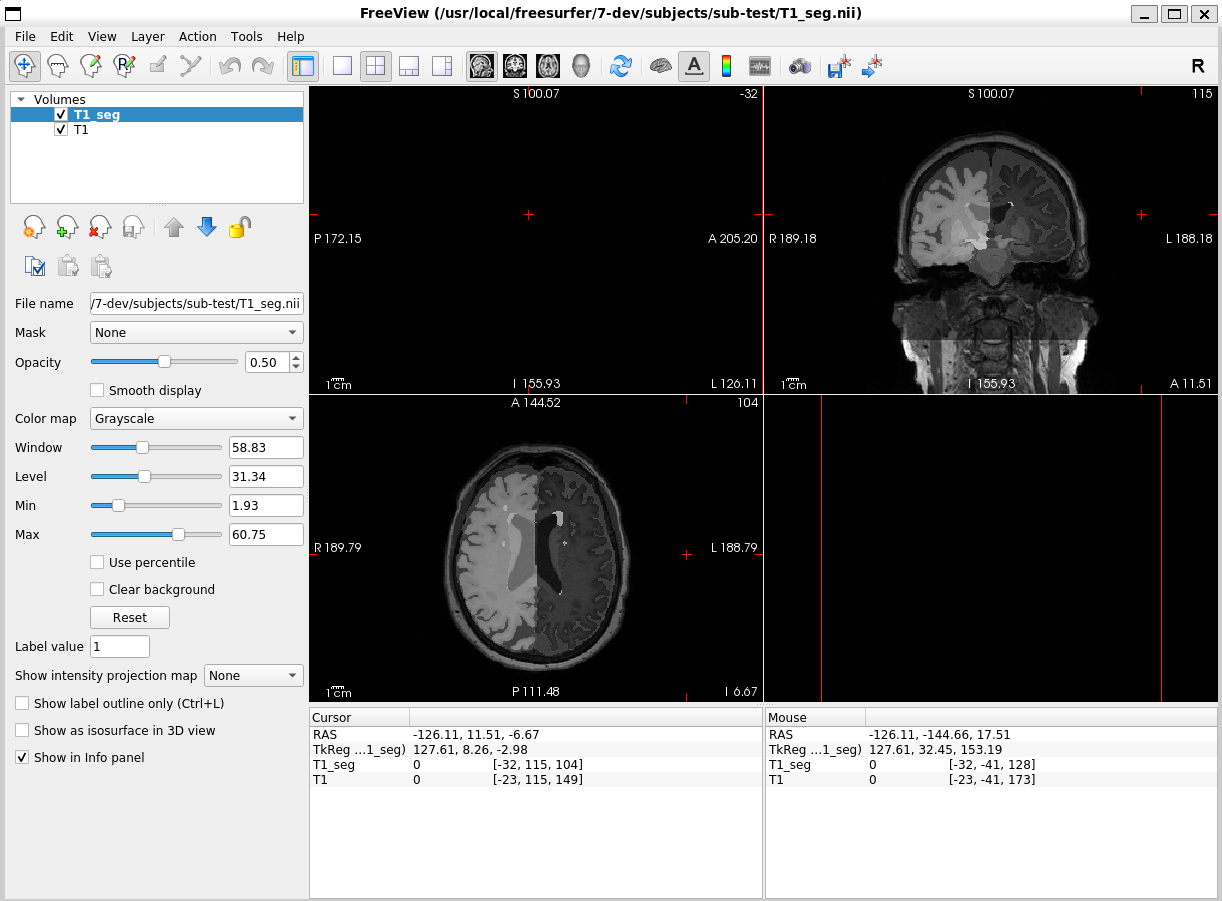 FreeView (/usr/local/freesurfer/7-dev/subjects/sub-test/T1_seg.nii)
File Edit View Layer Action Tools Help
R
Volumes
T1_seg
T1
File name /7-dev/subjects/sub-test/T1_seg.nii
Mask None
Opacity 0.50
Smooth display
Color map Grayscale
Window 58.83
Level 31.34
Min 1.93
Max 60.75
Use percentile
Clear background
Reset
Label value 1
Show intensity projection map None
Show label outline only (Ctrl+L)
Show as isosurface in 3D view
Show in Info panel
S 100.07 -32
P 172.15 A 205.20
1 cm I 155.93 L 126.11
S 100.07 115
R 189.18 L 188.18
1 cm I 155.93 A 11.51
A 144.52 104
R 189.79 L 188.79
1 cm P 111.48 I 6.67
Cursor
RAS -126.11, 11.51, -6.67
TkReg ...1_seg) 127.61, 8.26, -2.98
T1_seg 0 [-32, 115, 104]
T1 0 [-23, 115, 149]
Mouse
RAS -126.11, -144.66, 17.51
TkReg ...1_seg) 127.61, 32.45, 153.19
T1_seg 0 [-32, -41, 128]
T1 0 [-23, -41, 173]